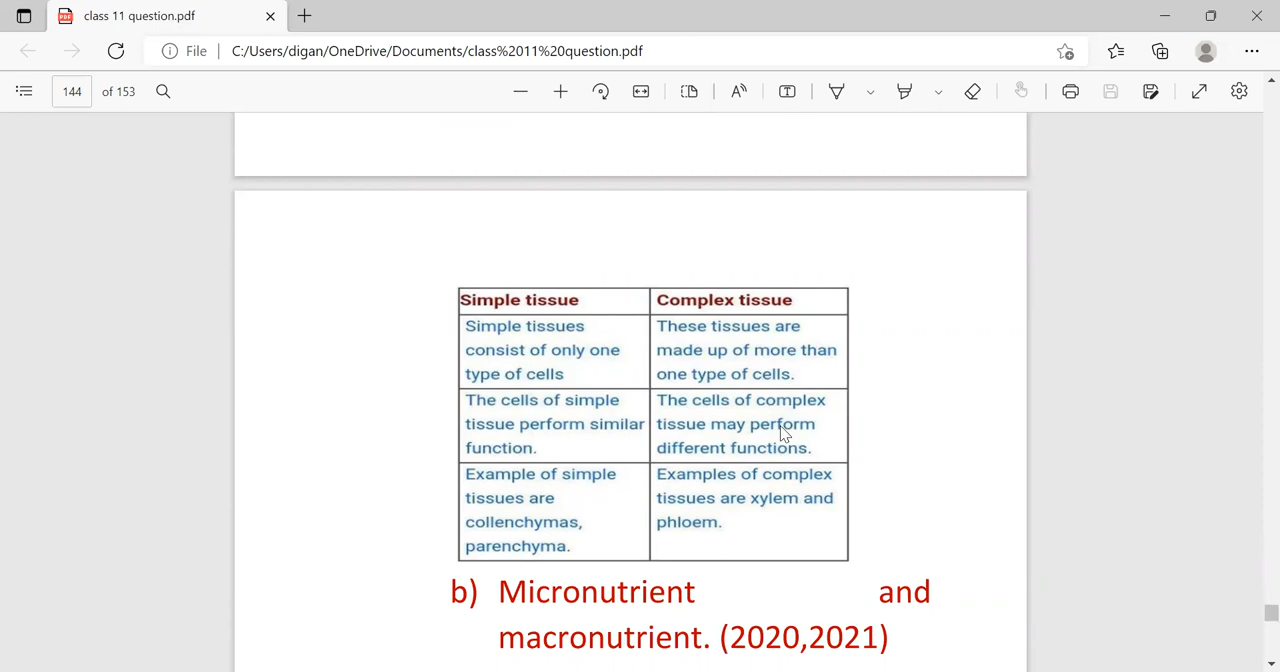 class 11 question.pdf
File
C:/Users/digan/OneDrive/Documents/class%2011%20question.pdf
144 of 153
Simple tissue
Complex tissue
Simple tissues
consist of only one
type of cells
These tissues are
made up of more than
one type of cells.
The cells of simple
tissue perform similar
function.
The cells of complex
tissue may perform
different functions.
Example of simple
tissues are
collenchymas,
parenchyma.
Examples of complex
tissues are xylem and
phloem.
b) Micronutrient and
macronutrient. (2020,2021)